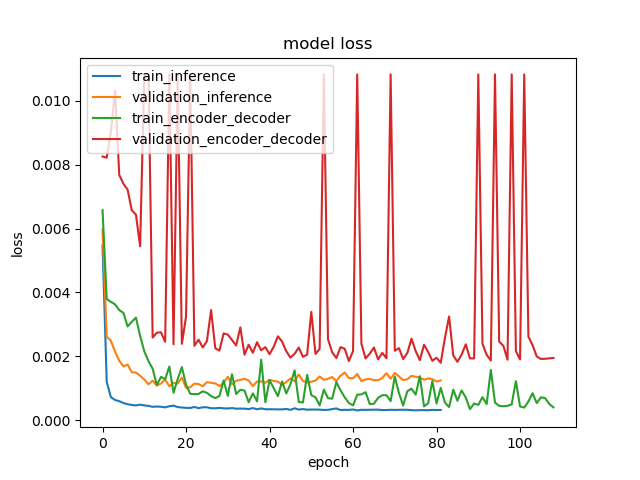 model loss
train_inference
validation_inference
train_encoder_decoder
validation_encoder_decoder
loss
0.010
0.008
0.006
0.004
0.002
0.000
0 20 40 60 80 100
epoch